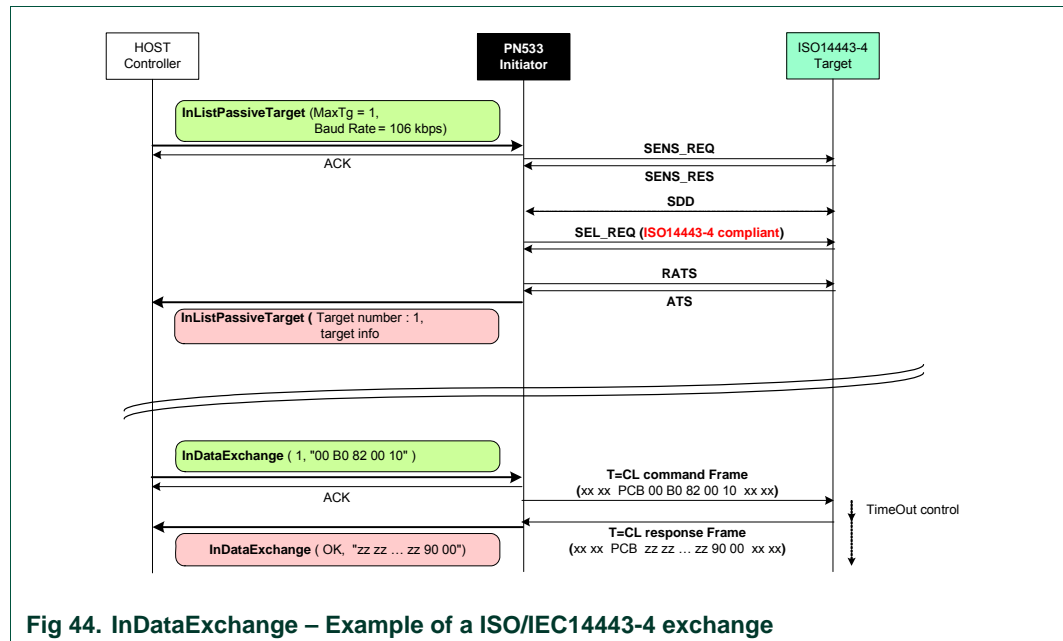 HOST
Controller
PN533
Initiator
ISO14443-4
Target
InListPassiveTarget (MaxTg = 1,
Baud Rate = 106 kbps)
ACK
SENS_REQ
SENS_RES
SDD
SEL_REQ (ISO14443-4 compliant)
RATS
ATS
InListPassiveTarget ( Target number : 1,
target info
InDataExchange ( 1, "00 B0 82 00 10" )
ACK
T=CL command Frame
(xx xx PCB 00 B0 82 00 10 xx xx)
TimeOut control
T=CL response Frame
(xx xx PCB zz zz … zz 90 00 xx xx)
InDataExchange ( OK, "zz zz … zz 90 00")
Fig 44. InDataExchange – Example of a ISO/IEC14443-4 exchange